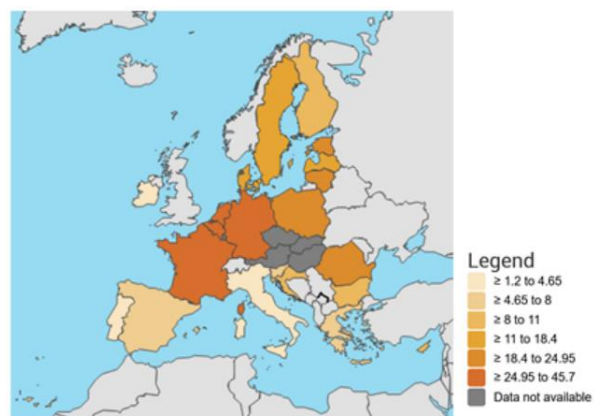 Legend
≥ 1.2 to 4.65
≥ 4.65 to 8
≥ 8 to 11
≥ 11 to 18.4
≥ 18.4 to 24.95
≥ 24.95 to 45.7
Data not available